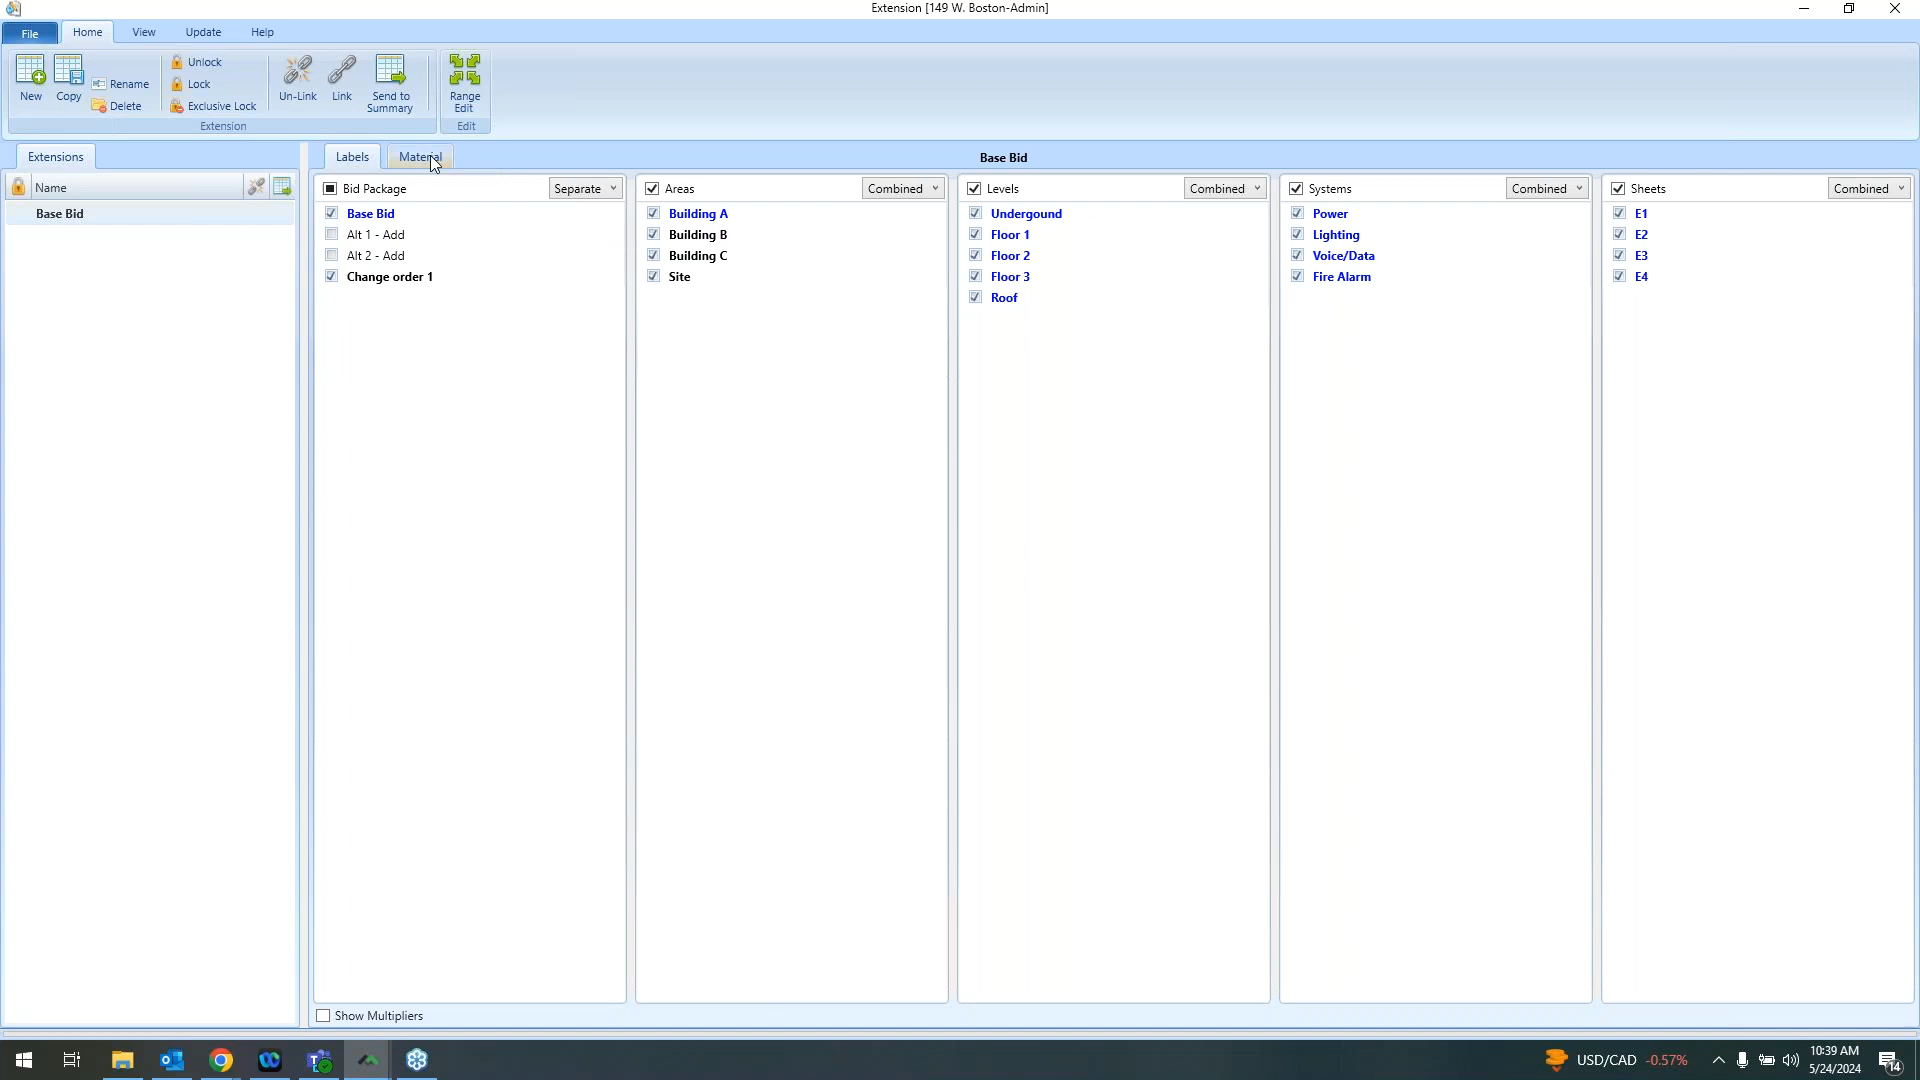 Extension [149 W. Boston-Admin]
File Home View Update Help
New
Copy
Rename
Delete
Unlock
Lock
Exclusive Lock
Un-Link
Link
Send to
Summary
Range
Edit
Extension
Edit
Extensions
Name
Base Bid
Labels
Material
Base Bid
Bid Package
Separate
Base Bid
Alt 1 - Add
Alt 2 - Add
Change order 1
Areas
Combined
Building A
Building B
Building C
Site
Levels
Combined
Undergound
Floor 1
Floor 2
Floor 3
Roof
Systems
Combined
Power
Lighting
Voice/Data
Fire Alarm
Sheets
Combined
E1
E2
E3
E4
Show Multipliers
USD/CAD -0.57%
10:39 AM
5/24/2024
14